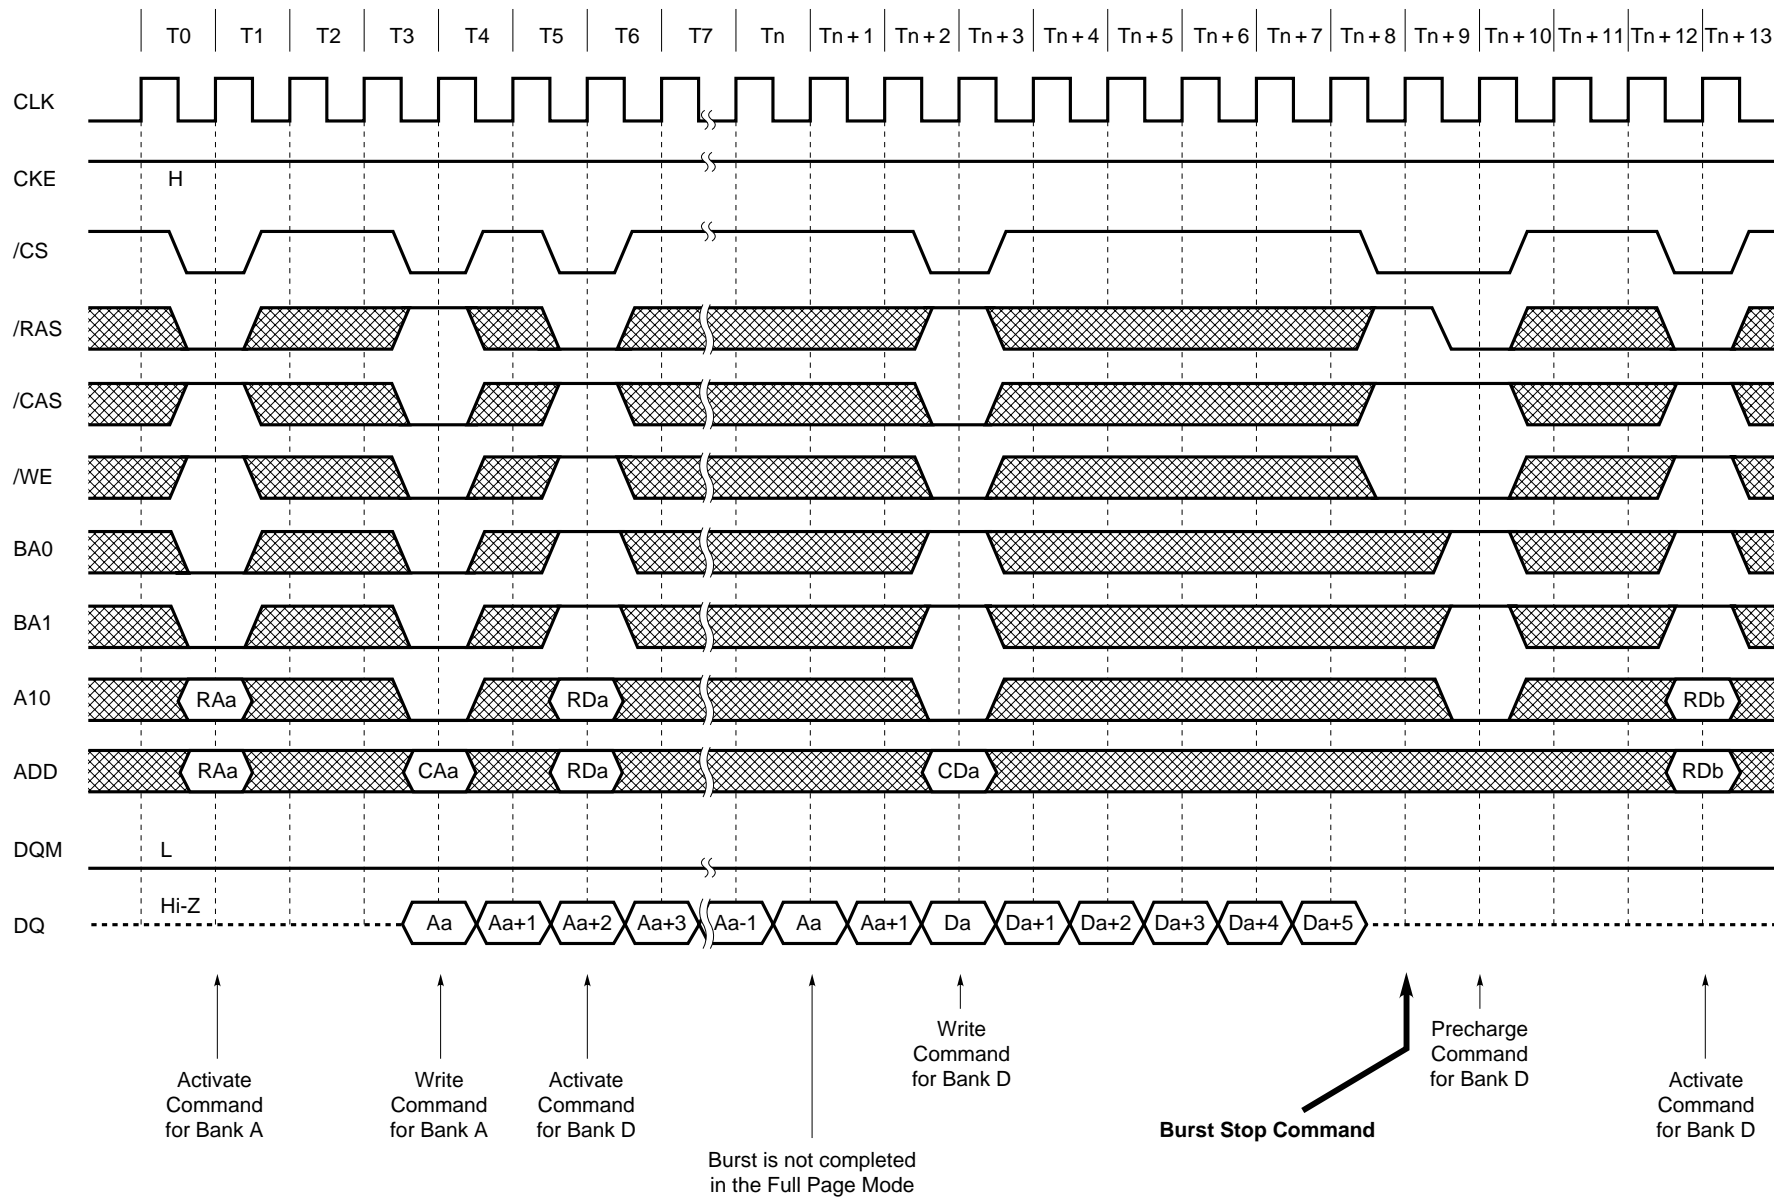 T0 T1 T2 T3 T4 T5 T6 T7 Tn Tn + 1 Tn + 2 Tn + 3 Tn + 4 Tn + 5 Tn + 6 Tn + 7 Tn + 8 Tn + 9 Tn + 10 Tn + 11 Tn + 12 Tn + 13
CLK
CKE H
/CS
/RAS
/CAS
/WE
BA0
BA1
A10 RAa RDa RDb
ADD RAa CAa RDa CDa RDb
DQM L
Hi-Z
DQ Aa Aa+1 Aa+2 Aa+3 Aa-1 Aa Aa+1 Da Da+1 Da+2 Da+3 Da+4 Da+5
Activate
Command
for Bank A
Write
Command
for Bank A
Activate
Command
for Bank D
Burst is not completed
in the Full Page Mode
Write
Command
for Bank D
Burst Stop Command
Precharge
Command
for Bank D
Activate
Command
for Bank D